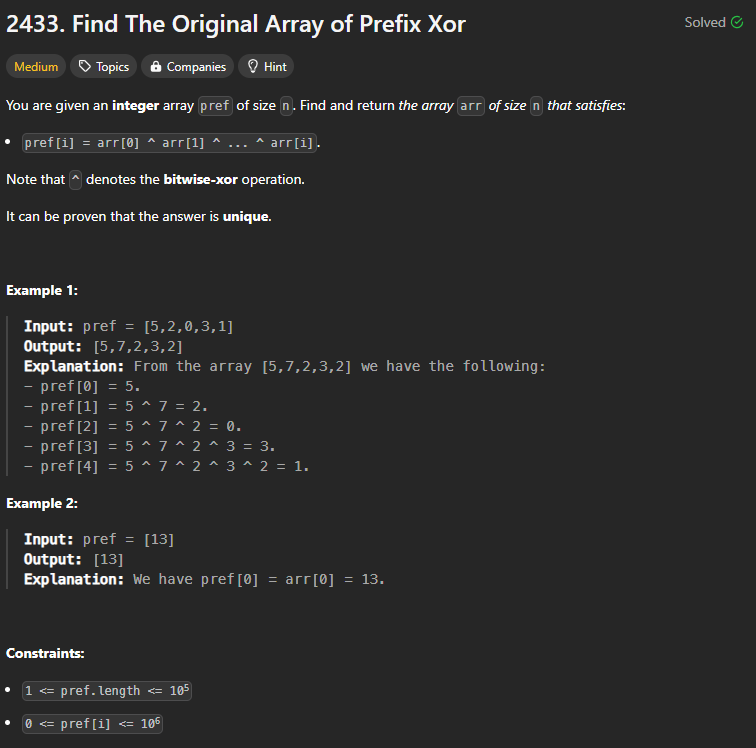 2433. Find The Original Array of Prefix Xor
Solved
Medium Topics Companies Hint
You are given an integer array pref of size n. Find and return the array arr of size n that satisfies:
• pref[i] = arr[0] ^ arr[1] ^ ... ^ arr[i].
Note that ^ denotes the bitwise-xor operation.
It can be proven that the answer is unique.
Example 1:
Input: pref = [5,2,0,3,1]
Output: [5,7,2,3,2]
Explanation: From the array [5,7,2,3,2] we have the following:
- pref[0] = 5.
- pref[1] = 5 ^ 7 = 2.
- pref[2] = 5 ^ 7 ^ 2 = 0.
- pref[3] = 5 ^ 7 ^ 2 ^ 3 = 3.
- pref[4] = 5 ^ 7 ^ 2 ^ 3 ^ 2 = 1.
Example 2:
Input: pref = [13]
Output: [13]
Explanation: We have pref[0] = arr[0] = 13.
Constraints:
• 1 <= pref.length <= 10⁵
• 0 <= pref[i] <= 10⁶